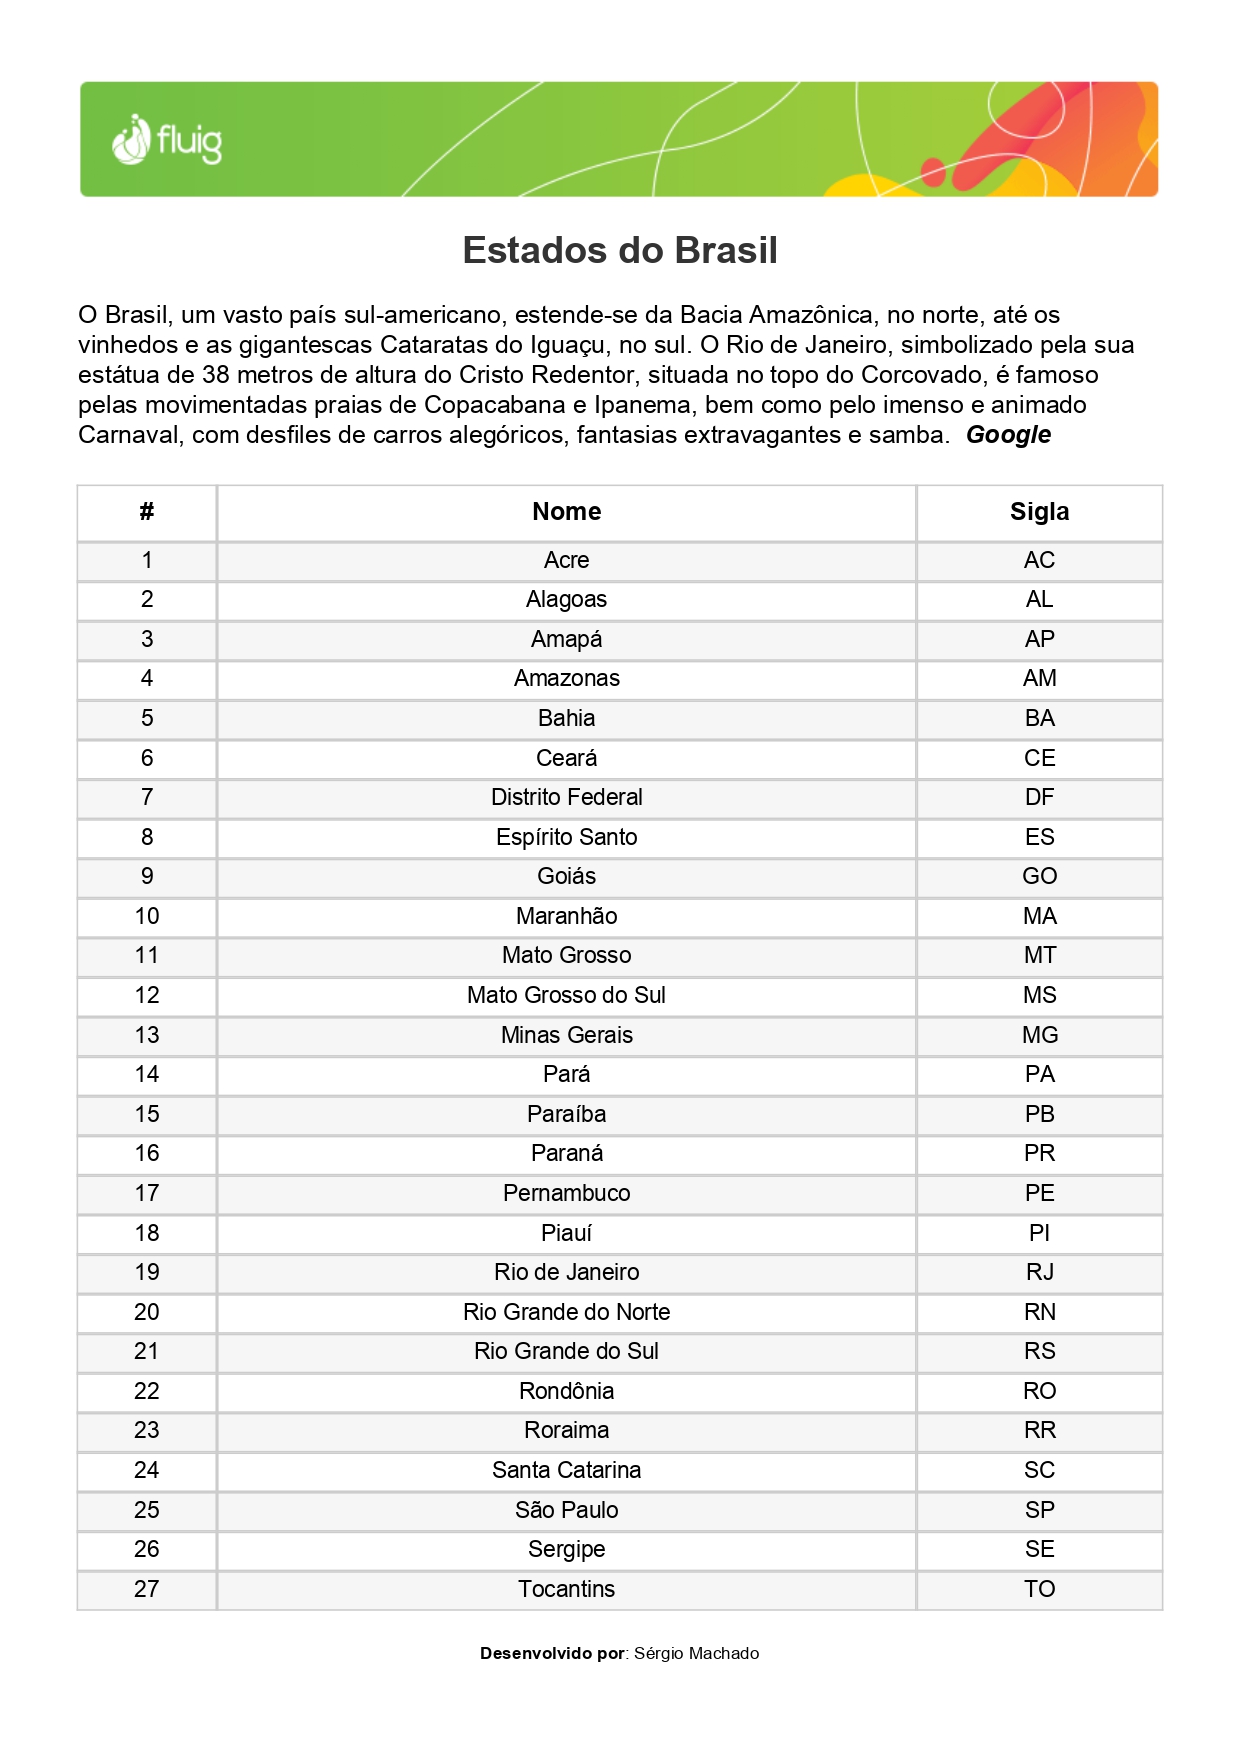 fluig
Estados do Brasil
O Brasil, um vasto país sul-americano, estende-se da Bacia Amazônica, no norte, até os
vinhedos e as gigantescas Cataratas do Iguaçu, no sul. O Rio de Janeiro, simbolizado pela sua
estátua de 38 metros de altura do Cristo Redentor, situada no topo do Corcovado, é famoso
pelas movimentadas praias de Copacabana e Ipanema, bem como pelo imenso e animado
Carnaval, com desfiles de carros alegóricos, fantasias extravagantes e samba. Google
# Nome Sigla
1 Acre AC
2 Alagoas AL
3 Amapá AP
4 Amazonas AM
5 Bahia BA
6 Ceará CE
7 Distrito Federal DF
8 Espírito Santo ES
9 Goiás GO
10 Maranhão MA
11 Mato Grosso MT
12 Mato Grosso do Sul MS
13 Minas Gerais MG
14 Pará PA
15 Paraíba PB
16 Paraná PR
17 Pernambuco PE
18 Piauí PI
19 Rio de Janeiro RJ
20 Rio Grande do Norte RN
21 Rio Grande do Sul RS
22 Rondônia RO
23 Roraima RR
24 Santa Catarina SC
25 São Paulo SP
26 Sergipe SE
27 Tocantins TO
Desenvolvido por: Sérgio Machado